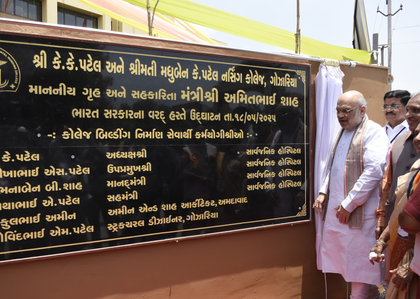 શ્રી કે.કે.પટેલ અને શ્રીમતી મધુબેન કે.પટેલ નર્સિંગ કોલેજ, ગોઝારિયા
માનનીય ગૃહ અને સહકારિતા મંત્રીશ્રી અમિતભાઈ શાહ
ભારત સરકારના વરદ્ હસ્તે ઉદ્ઘાટન તા.૧૮/૦૫/૨૦૨૫
: કોલેજ બિલ્ડીંગ નિર્માણ સેવાર્થી કર્મયોગીશ્રીઓ :
કે.પટેલ અધ્યક્ષશ્રી સાર્વજનિક હોસ્પિટલ
એસ.પટેલ ઉપપ્રમુખશ્રી સાર્વજનિક હોસ્પિટલ
બી.શાહ માનદ્મંત્રી સાર્વજનિક હોસ્પિટલ
એ.પટેલ સહમંત્રી સાર્વજનિક હોસ્પિટલ
અમીન અમીન એન્ડ શાહ આર્કિટેક્ટ, અમદાવાદ
ગોવિંદભાઈ એમ.પટેલ સ્ટ્રક્ચરલ ડીઝાઈનર, ગોઝારિયા